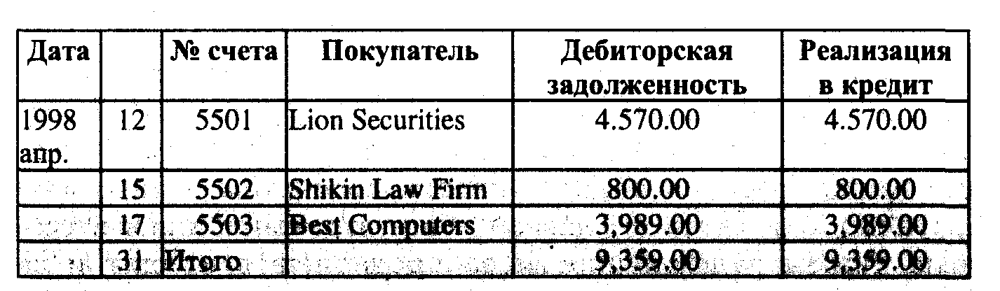 Дата № счета Покупатель Дебиторская задолженность Реализация в кредит
1998 апр. 12 5501 Lion Securities 4.570.00 4.570.00
15 5502 Shikin Law Firm 800.00 800.00
17 5503 Best Computers 3,989.00 3,989.00
31 Итого 9,359.00 9,359.00